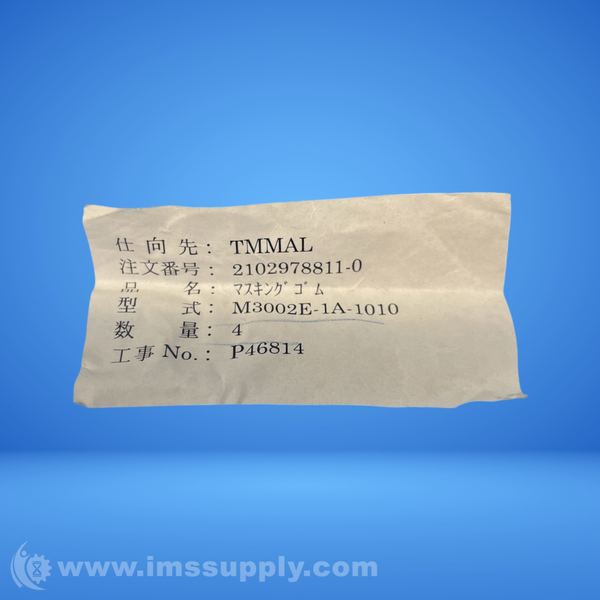 仕向先: TMMAL
注文番号: 2102978811-0
品名: マスキングゴム
型式: M3002E-1A-1010
数量: 4
工事No.: P46814
www.imssupply.com